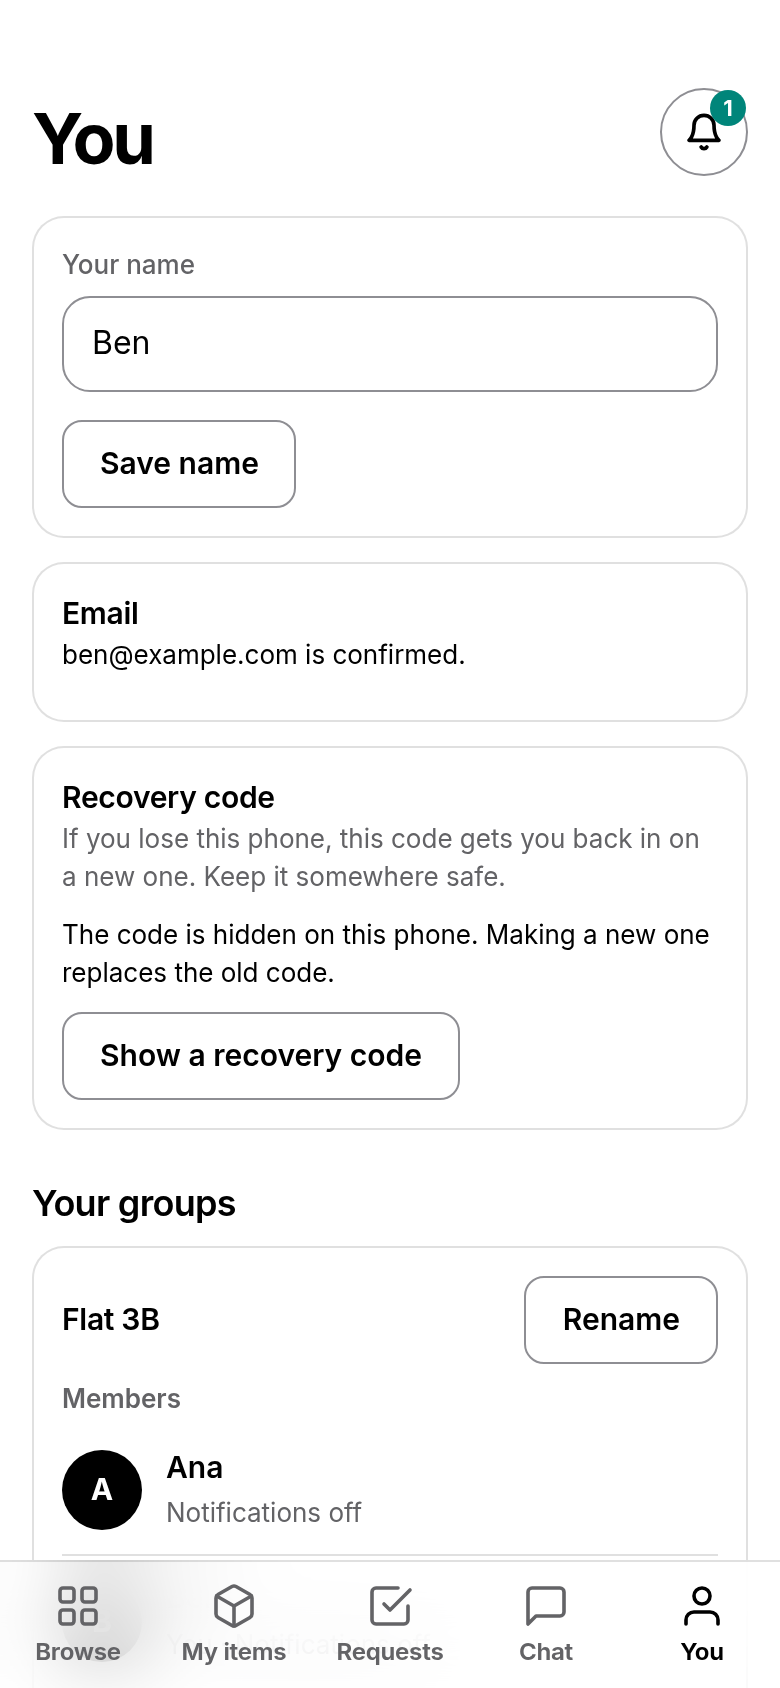 You
1
Your name
Ben
Save name
Email
ben@example.com is confirmed.
Recovery code
If you lose this phone, this code gets you back in on
a new one. Keep it somewhere safe.
The code is hidden on this phone. Making a new one
replaces the old code.
Show a recovery code
Your groups
Flat 3B
Rename
Members
A
Ana
Notifications off
Browse
My items
Requests
Chat
You